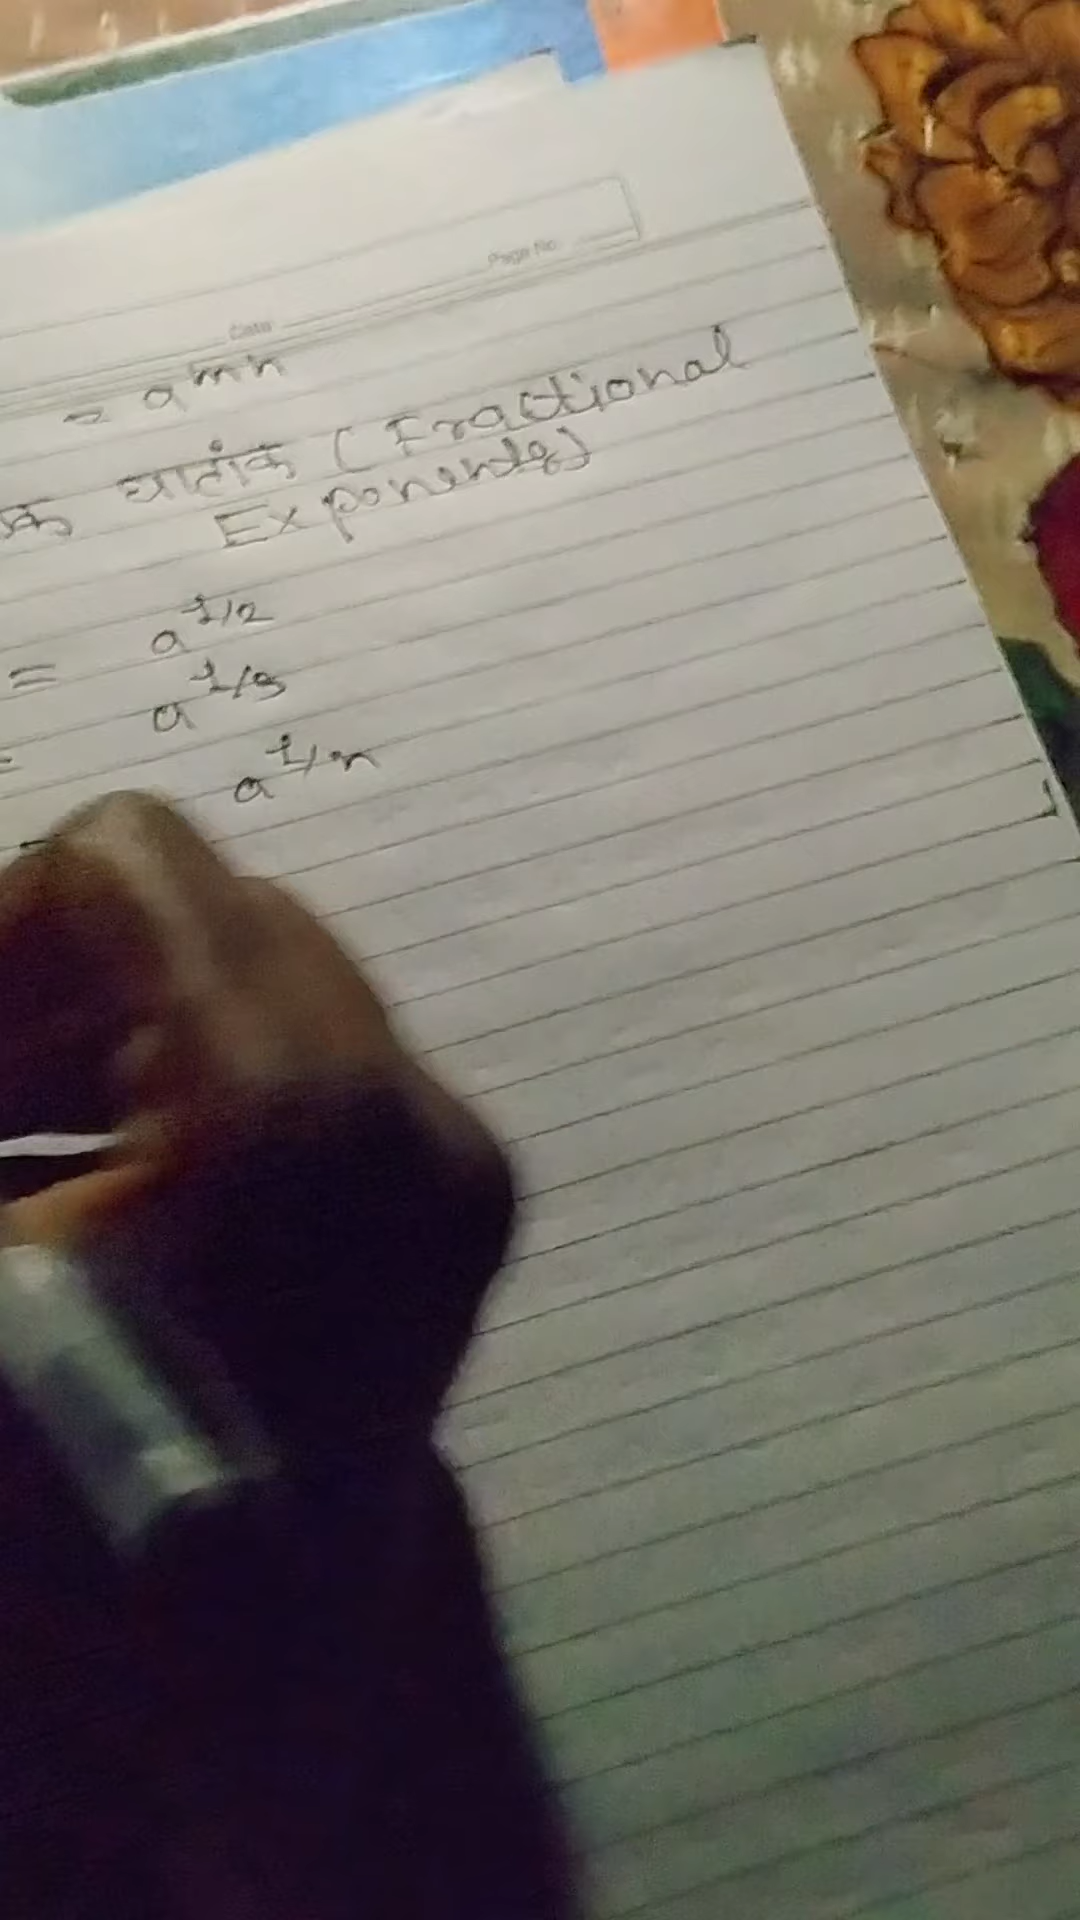 Page No
Date
= a^mn
घातांक (Fractional
Exponents)
= a^1/2
= a^1/3
a^1/n